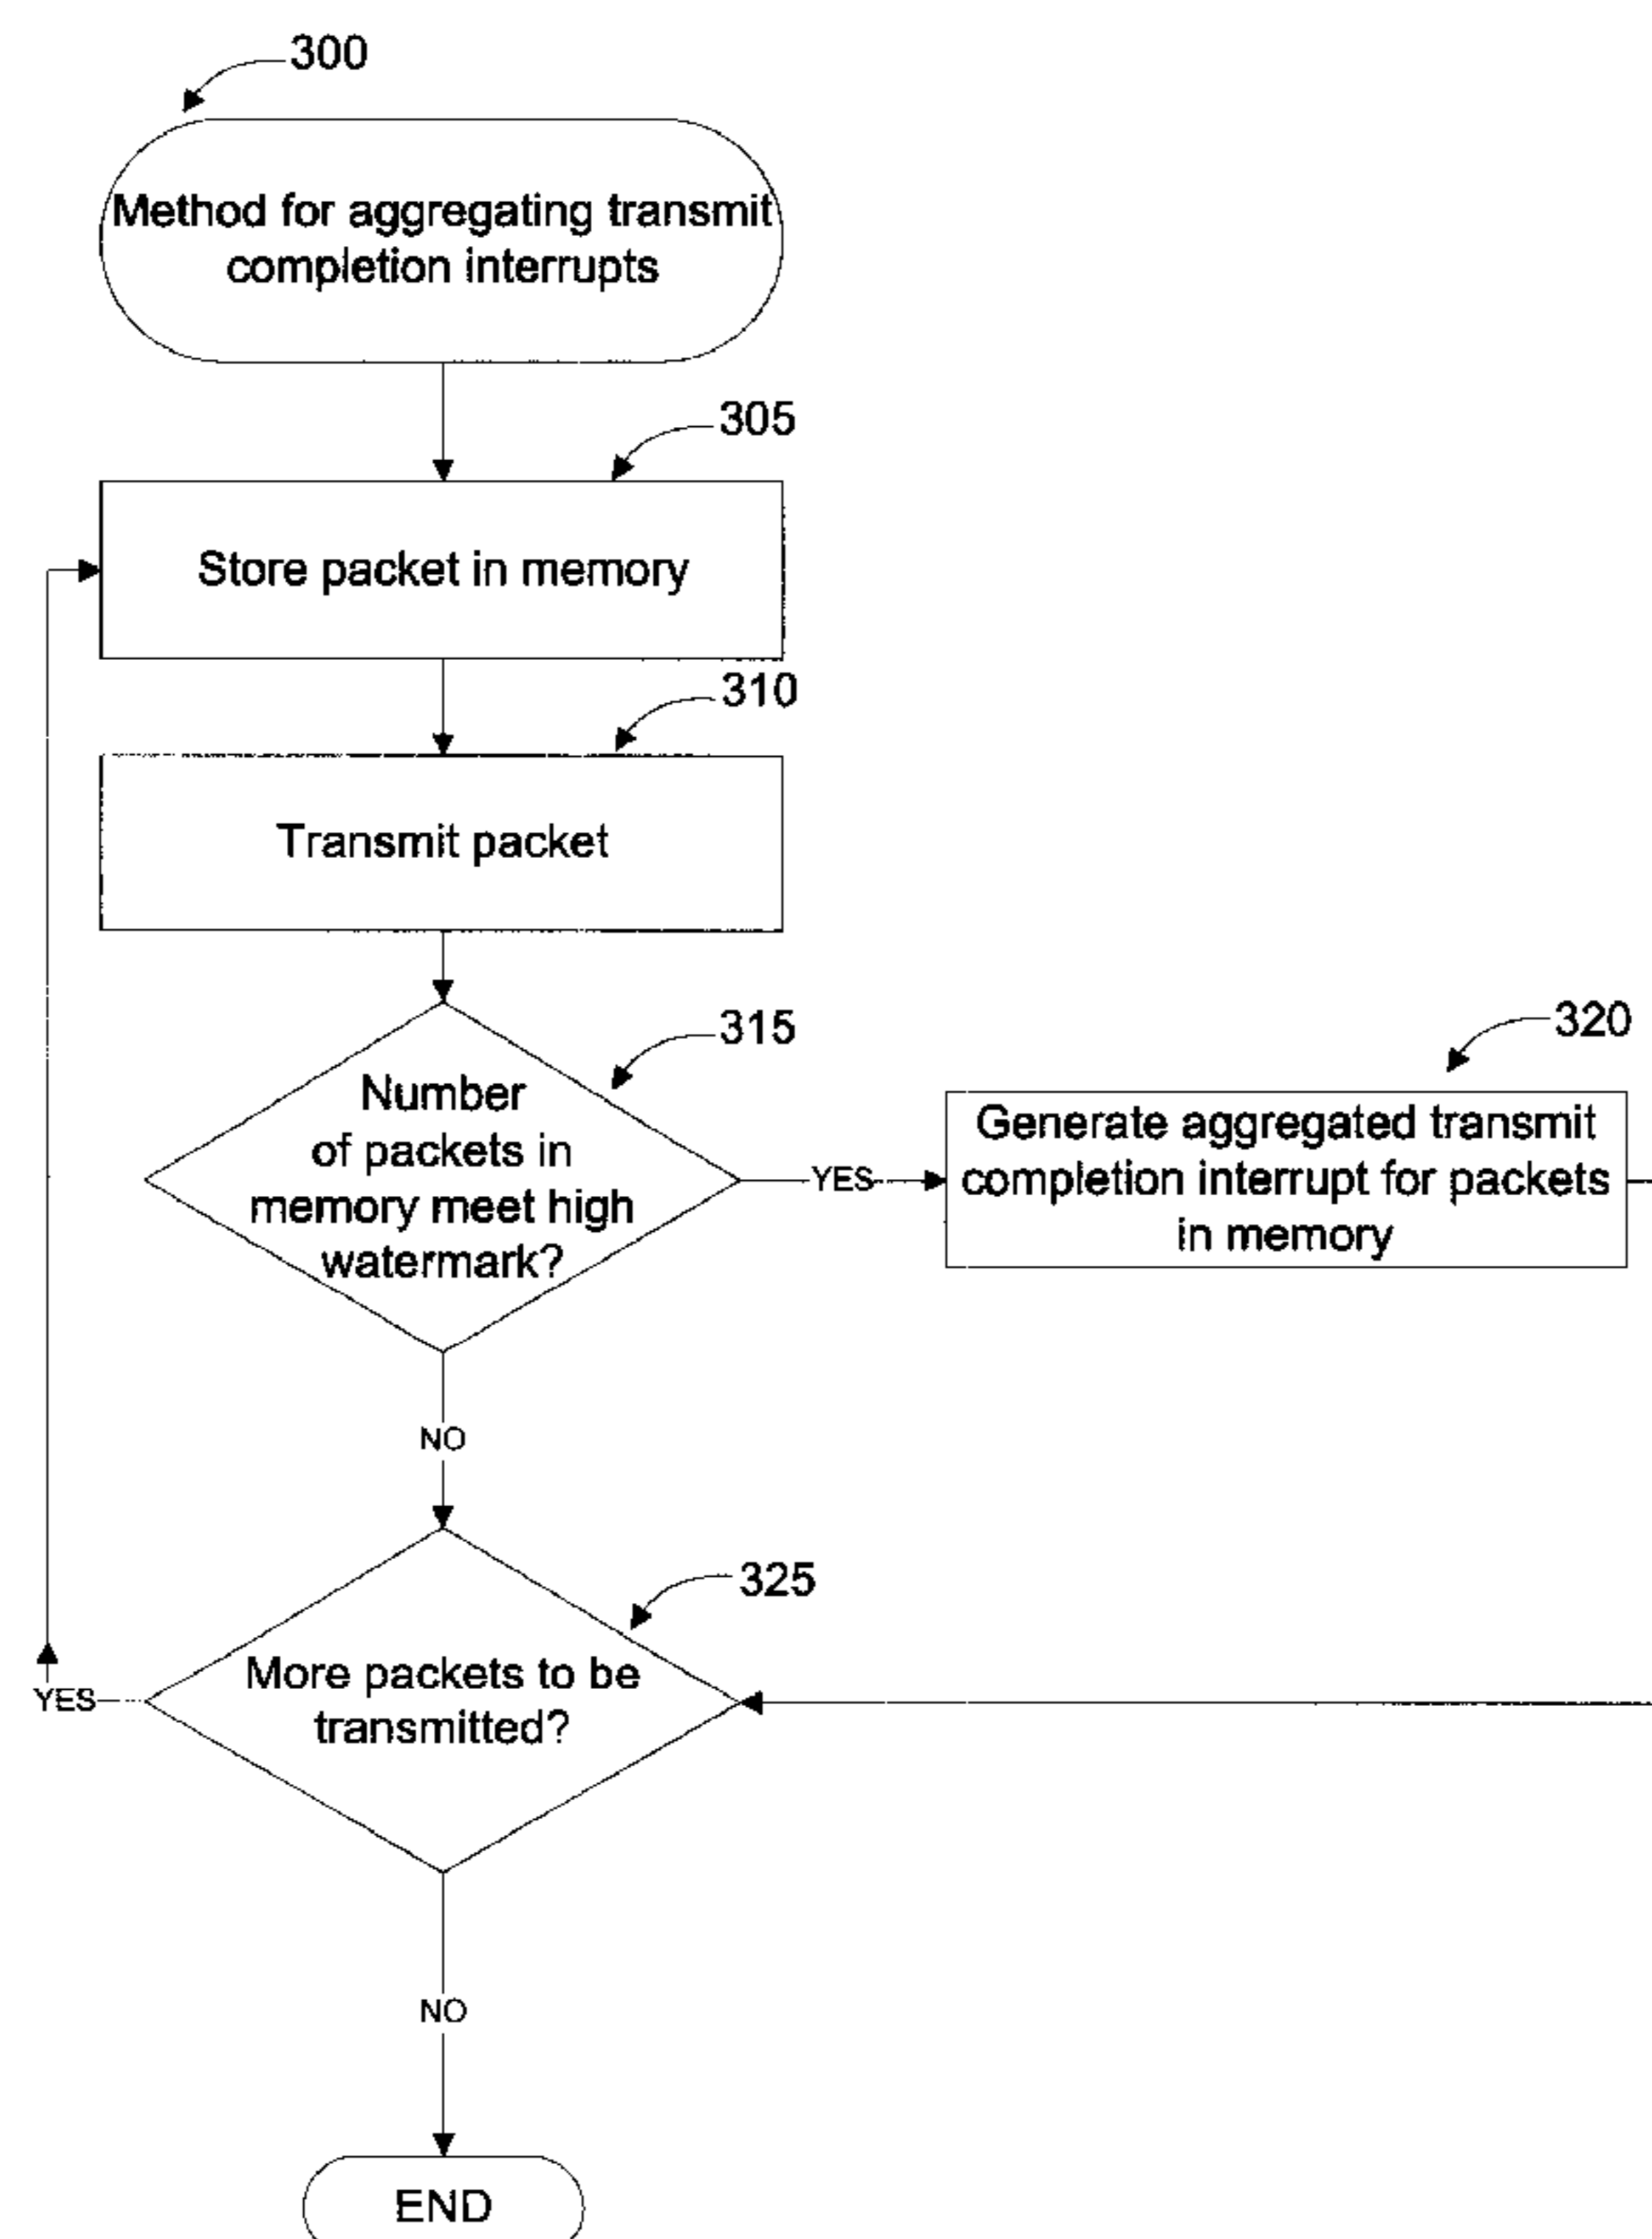 300
Method for aggregating transmit
completion interrupts
305
Store packet in memory
310
Transmit packet
315
Number
of packets in
memory meet high
watermark?
YES
320
Generate aggregated transmit
completion interrupt for packets
in memory
NO
325
More packets to be
transmitted?
YES
NO
END